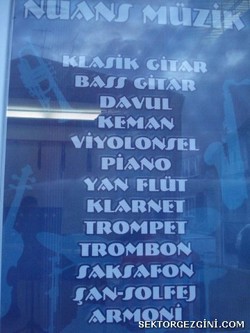 NUANS MÜZİK
KLASİK GİTAR
BASS GİTAR
DAVUL
KEMAN
VİYOLONSEL
PİANO
YAN FLÜT
KLARNET
TROMPET
TROMBON
SAKSAFON
ŞAN-SOLFEJ
ARMONİ
SEKTORGEZGINI.COM